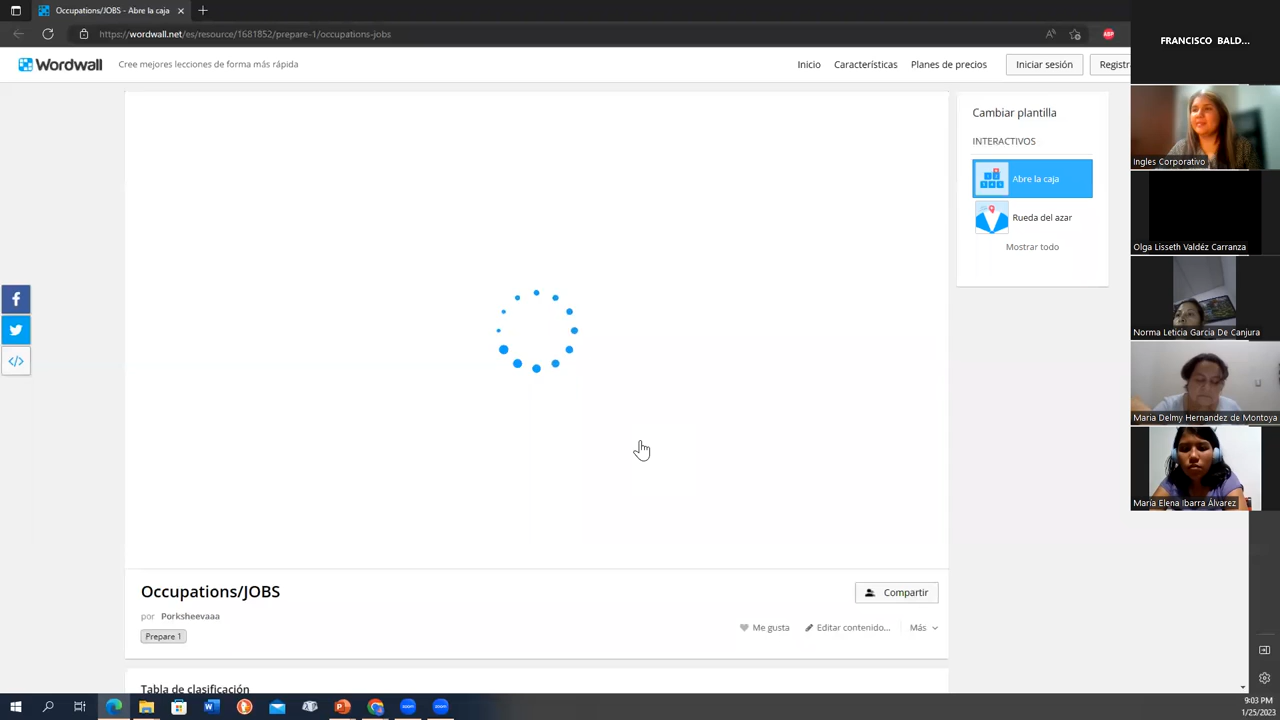 Occupations/JOBS - Abre la caja
https://wordwall.net/es/resource/1681852/prepare-1/occupations-jobs
Wordwall
Cree mejores lecciones de forma más rápida
Inicio
Características
Planes de precios
Iniciar sesión
Registr
Cambiar plantilla
INTERACTIVOS
Abre la caja
Rueda del azar
Mostrar todo
Occupations/JOBS
Compartir
por Porksheevaaa
Me gusta
Editar contenido...
Más
Prepare 1
Tabla de clasificación
FRANCISCO BALD...
Ingles Corporativo
Olga Lisseth Valdéz Carranza
Norma Leticia Garcia De Canjura
Maria Delmy Hernandez de Montoya
María Elena Ibarra Álvarez
ABP
9:03 PM
1/25/2023